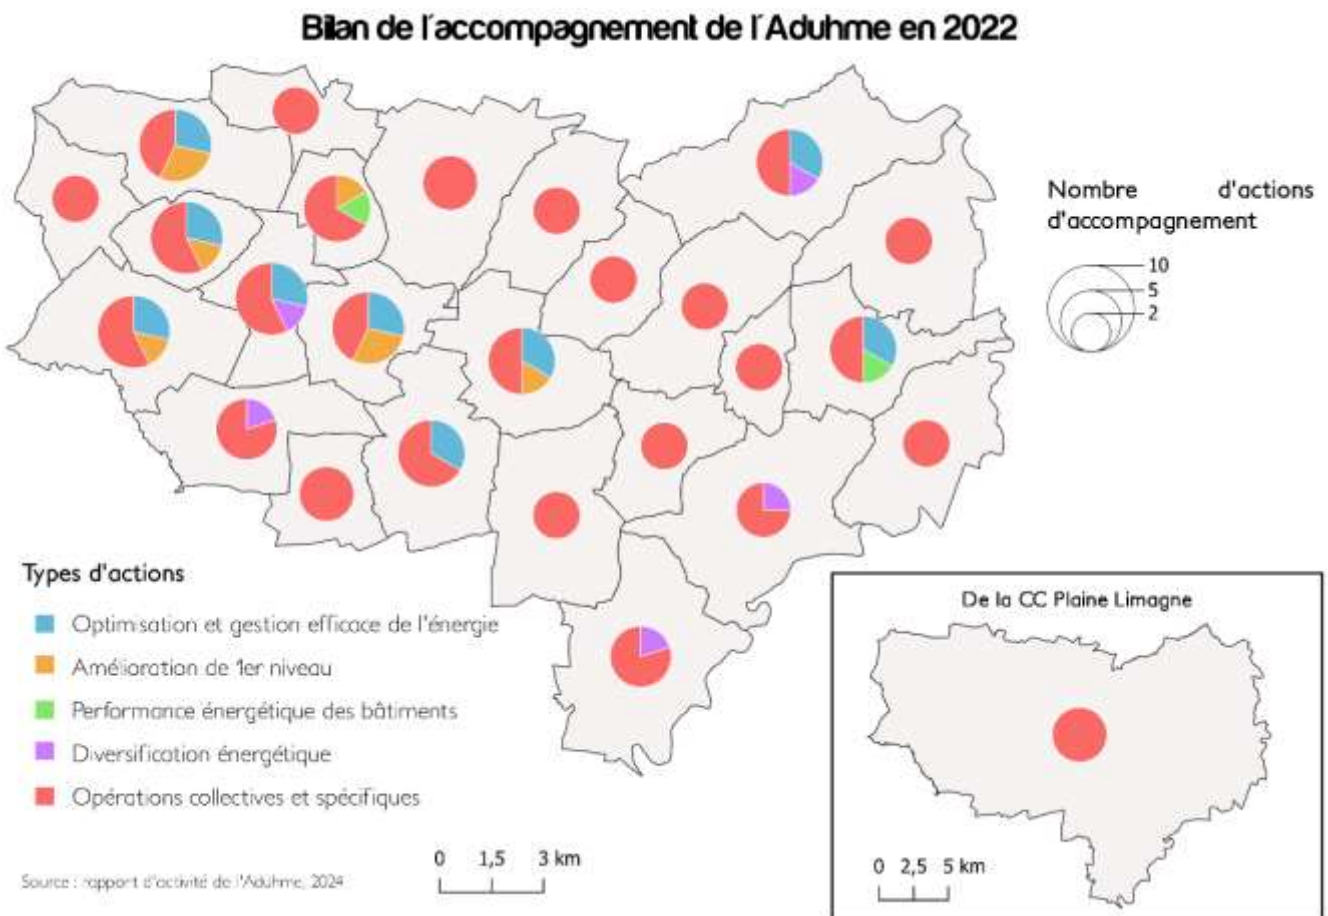 Bilan de l´accompagnement de l´Aduhme en 2022
Nombre d'actions
d'accompagnement
10
5
2
Types d'actions
Optimisation et gestion efficace de l'énergie
Amélioration de 1er niveau
Performance énergétique des bâtiments
Diversification énergétique
Opérations collectives et spécifiques
Source : rapport d'activité de l'Aduhme, 2024
0 1,5 3 km
De la CC Plaine Limagne
0 2,5 5 km